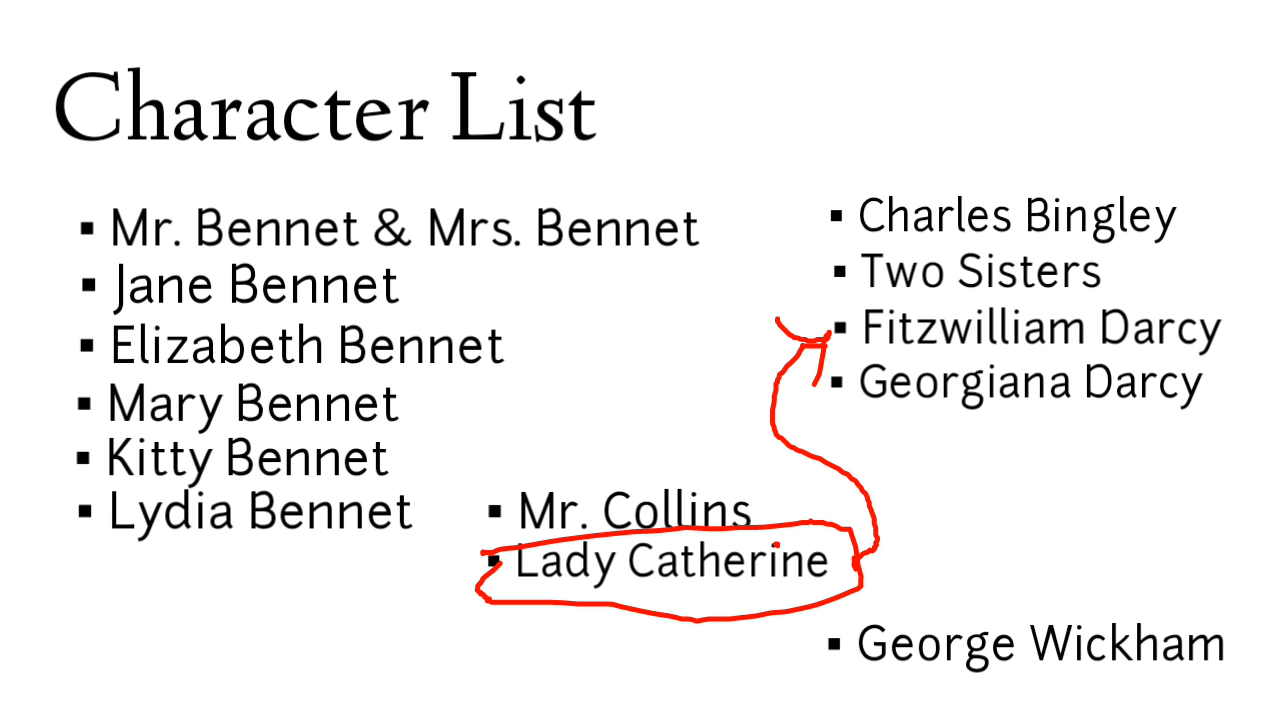 Character List
▪ Mr. Bennet & Mrs. Bennet
▪ Jane Bennet
▪ Elizabeth Bennet
▪ Mary Bennet
▪ Kitty Bennet
▪ Lydia Bennet
▪ Mr. Collins
▪ Lady Catherine
▪ Charles Bingley
▪ Two Sisters
▪ Fitzwilliam Darcy
▪ Georgiana Darcy
▪ George Wickham